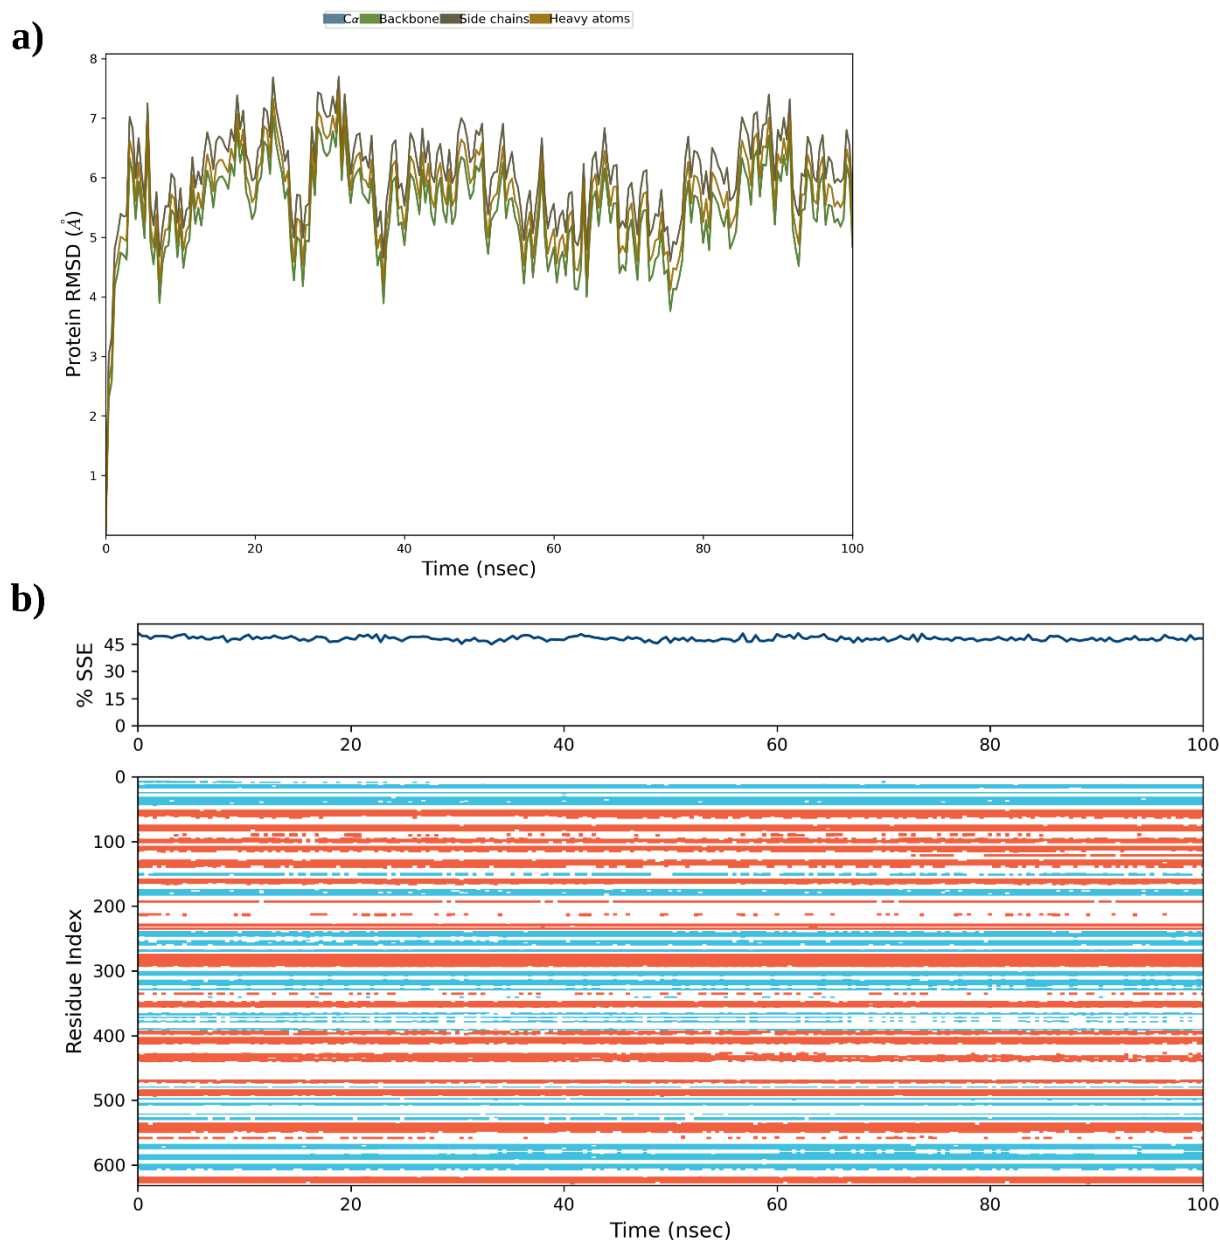 a)
Cα Backbone Side chains Heavy atoms
Protein RMSD (Å)
8
7
6
5
4
3
2
1
0 20 40 60 80 100
Time (nsec)
b)
% SSE
45
30
15
0
0 20 40 60 80 100
Residue Index
0
100
200
300
400
500
600
0 20 40 60 80 100
Time (nsec)